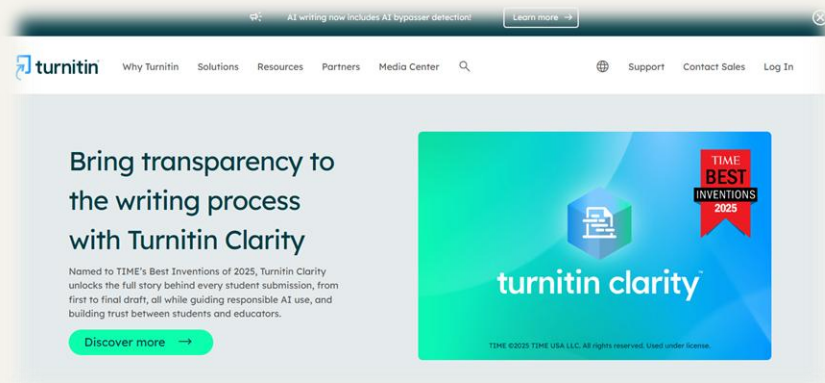 AI writing now includes AI bypasser detection! Learn more →
turnitin Why Turnitin Solutions Resources Partners Media Center Support Contact Sales Log In
Bring transparency to
the writing process
with Turnitin Clarity
Named to TIME's Best Inventions of 2025, Turnitin Clarity
unlocks the full story behind every student submission, from
first to final draft, all while guiding responsible AI use, and
building trust between students and educators.
Discover more →
TIME
BEST
INVENTIONS
2025
turnitin clarity™
TIME ©2025 TIME USA LLC. All rights reserved. Used under license.